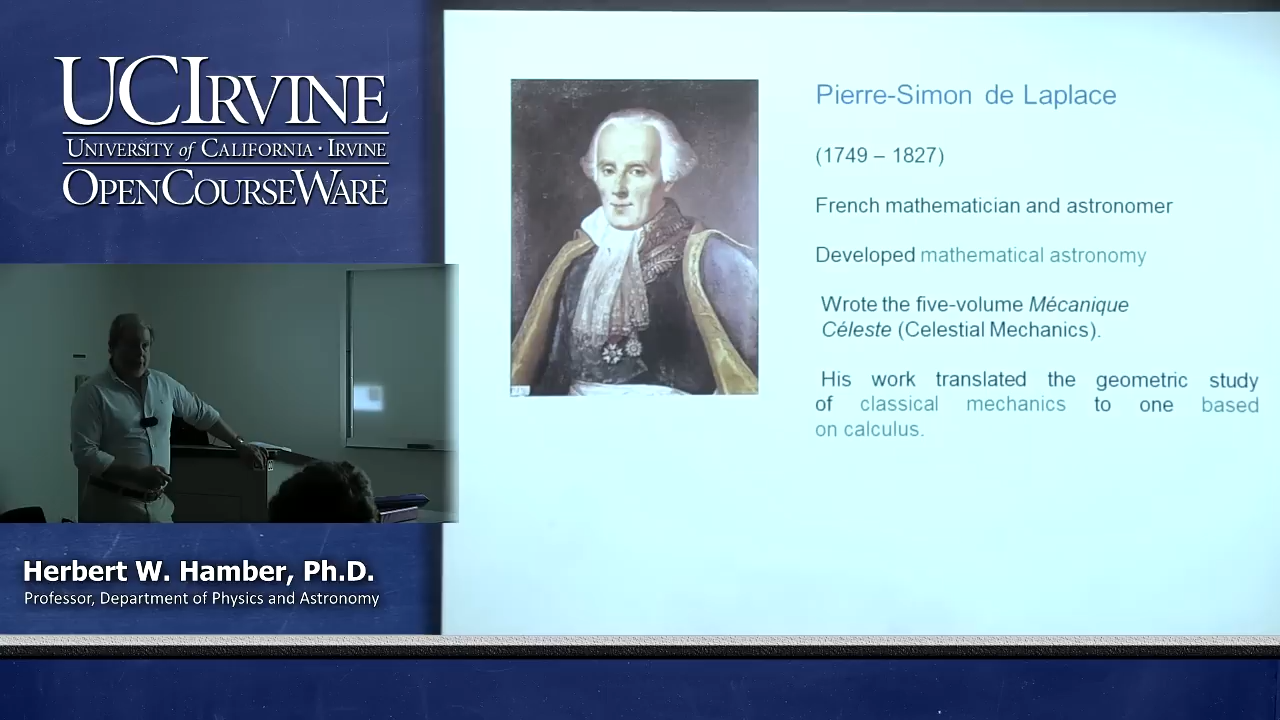 UCIRVINE
UNIVERSITY of CALIFORNIA · IRVINE
OPENCOURSEWARE
Herbert W. Hamber, Ph.D.
Professor, Department of Physics and Astronomy
Pierre-Simon de Laplace
(1749 – 1827)
French mathematician and astronomer
Developed mathematical astronomy
Wrote the five-volume Mécanique
Céleste (Celestial Mechanics).
His work translated the geometric study
of classical mechanics to one based
on calculus.